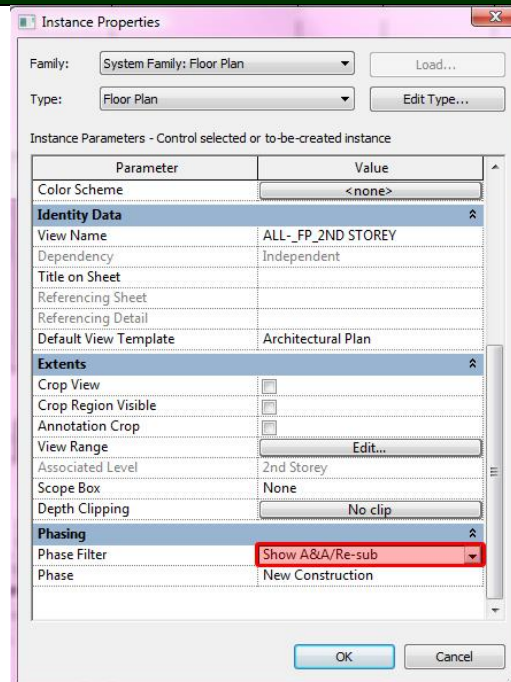 Instance Properties
Family: System Family: Floor Plan Load...
Type: Floor Plan Edit Type...
Instance Parameters - Control selected or to-be-created instance
Parameter Value
Color Scheme <none>
Identity Data
View Name ALL-_FP_2ND STOREY
Dependency Independent
Title on Sheet
Referencing Sheet
Referencing Detail
Default View Template Architectural Plan
Extents
Crop View
Crop Region Visible
Annotation Crop
View Range Edit...
Associated Level 2nd Storey
Scope Box None
Depth Clipping No clip
Phasing
Phase Filter Show A&A/Re-sub
Phase New Construction
OK Cancel